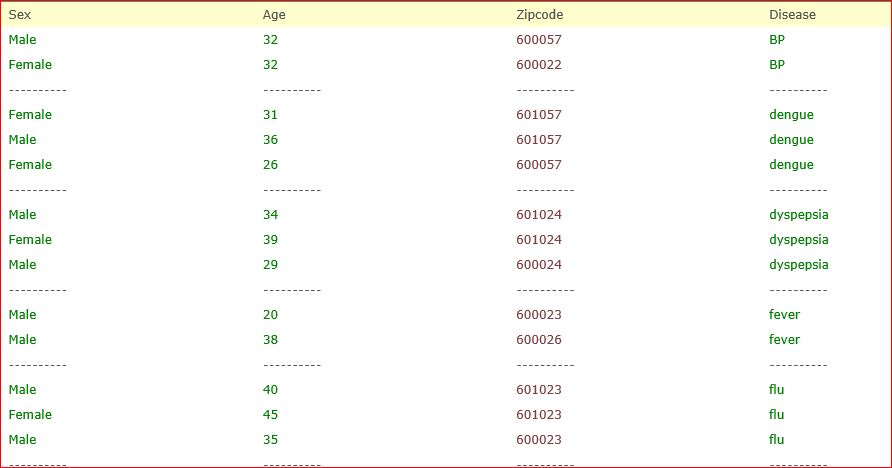 Sex Age Zipcode Disease
Male 32 600057 BP
Female 32 600022 BP
---------- ---------- ---------- ----------
Female 31 601057 dengue
Male 36 601057 dengue
Female 26 600057 dengue
---------- ---------- ---------- ----------
Male 34 601024 dyspepsia
Female 39 601024 dyspepsia
Male 29 600024 dyspepsia
---------- ---------- ---------- ----------
Male 20 600023 fever
Male 38 600026 fever
---------- ---------- ---------- ----------
Male 40 601023 flu
Female 45 601023 flu
Male 35 600023 flu
---------- ---------- ---------- ----------